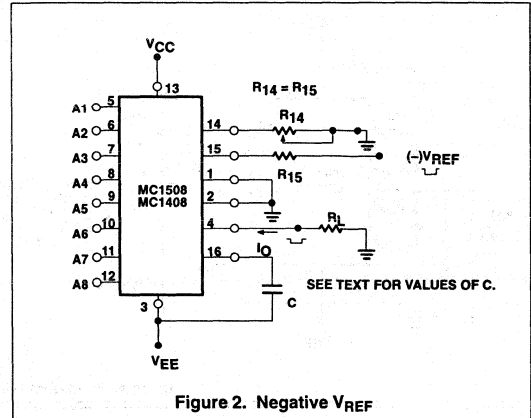 VCC
13
R14 = R15
A1 5
A2 6
A3 7
A4 8
A5 9
A6 10
A7 11
A8 12
MC1508
MC1408
14
R14
15
R15
(–)VREF
1
2
4
RL
IO
16
C
SEE TEXT FOR VALUES OF C.
3
VEE
Figure 2. Negative VREF